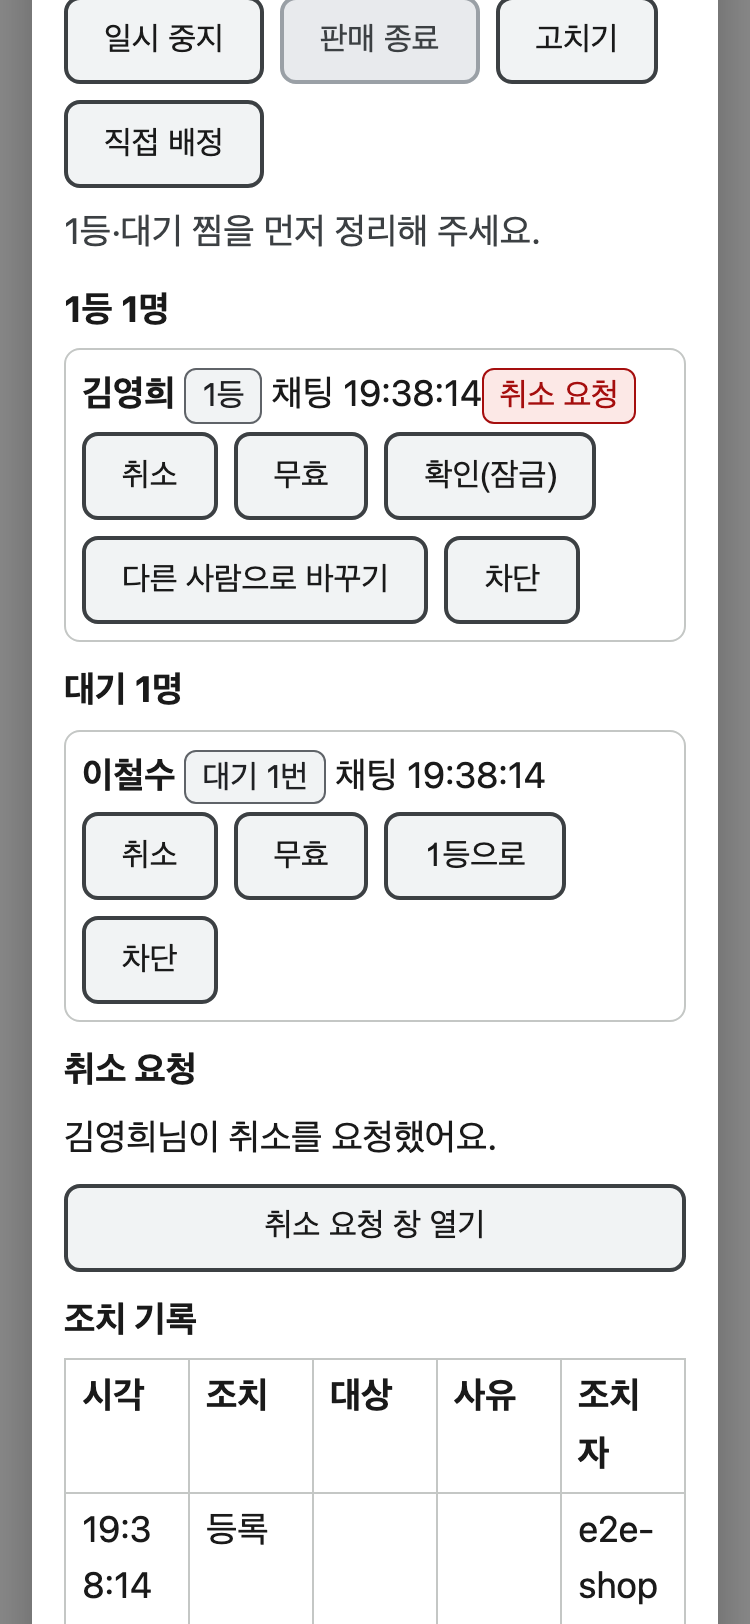 일시 중지 판매 종료 고치기
직접 배정
1등·대기 찜을 먼저 정리해 주세요.
1등 1명
김영희 1등 채팅 19:38:14 취소 요청
취소 무효 확인(잠금)
다른 사람으로 바꾸기 차단
대기 1명
이철수 대기 1번 채팅 19:38:14
취소 무효 1등으로
차단
취소 요청
김영희님이 취소를 요청했어요.
취소 요청 창 열기
조치 기록
시각 조치 대상 사유 조치
자
19:3 등록 e2e-
8:14 shop